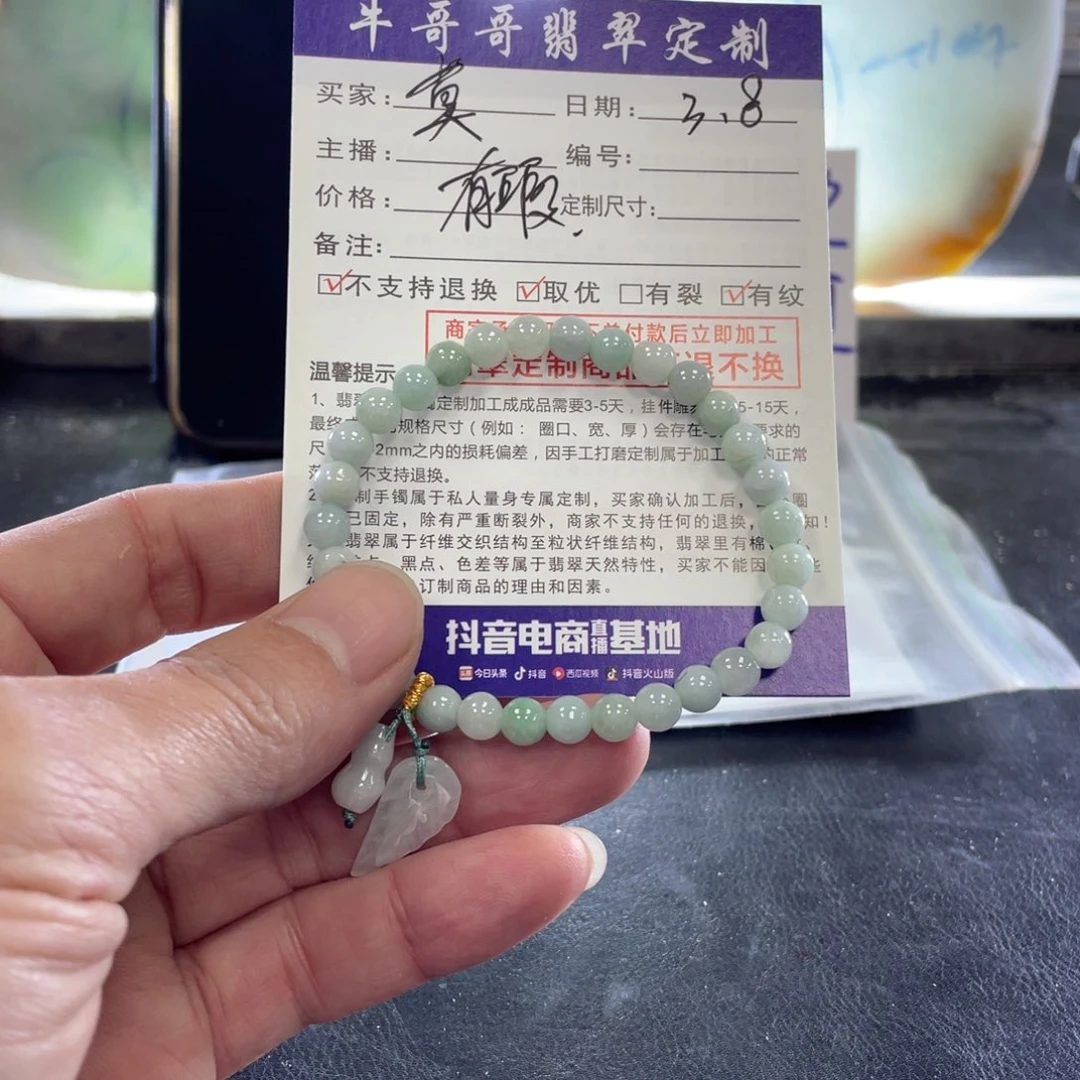 牛哥哥翡翠定制
买家: 莫 日期: 3.8
主播: 编号:
价格: 有瑕. 定制尺寸:
备注:
不支持退换 取优 有裂 有纹
付款后立即加工
定制商品 退不换
温馨提示
1、翡 定制加工成成品需要3-5天，挂件雕 5-15天，
最终 规格尺寸（例如： 圈口、宽、厚）会存在 要求的
尺 2mm之内的损耗偏差，因手工打磨定制属于加工 的正常
不支持退换。
2 制手镯属于私人量身专属定制，买家确认加工后， 圈
已固定，除有严重断裂外，商家不支持任何的退换， 知！
翡翠属于纤维交织结构至粒状纤维结构，翡翠里有棉
黑点、色差等属于翡翠天然特性，买家不能因 些
订制商品的理由和因素。
抖音电商直播基地
今日头条 抖音 西瓜视频 抖音火山版